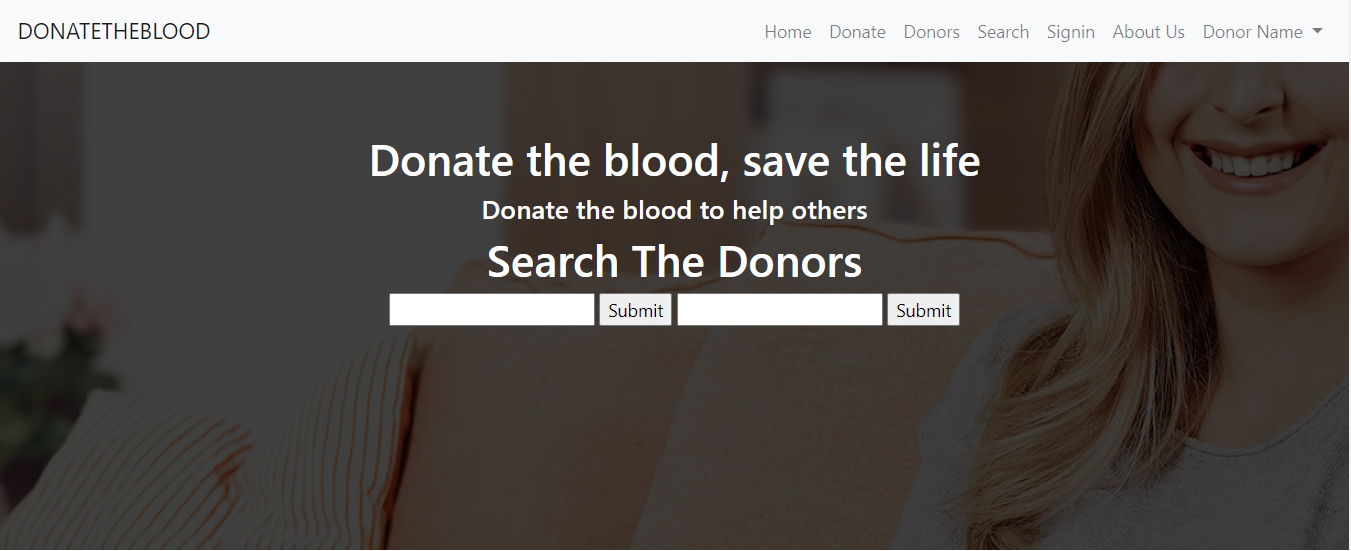 DONATETHEBLOOD
Home Donate Donors Search Signin About Us Donor Name
Donate the blood, save the life
Donate the blood to help others
Search The Donors
Submit Submit